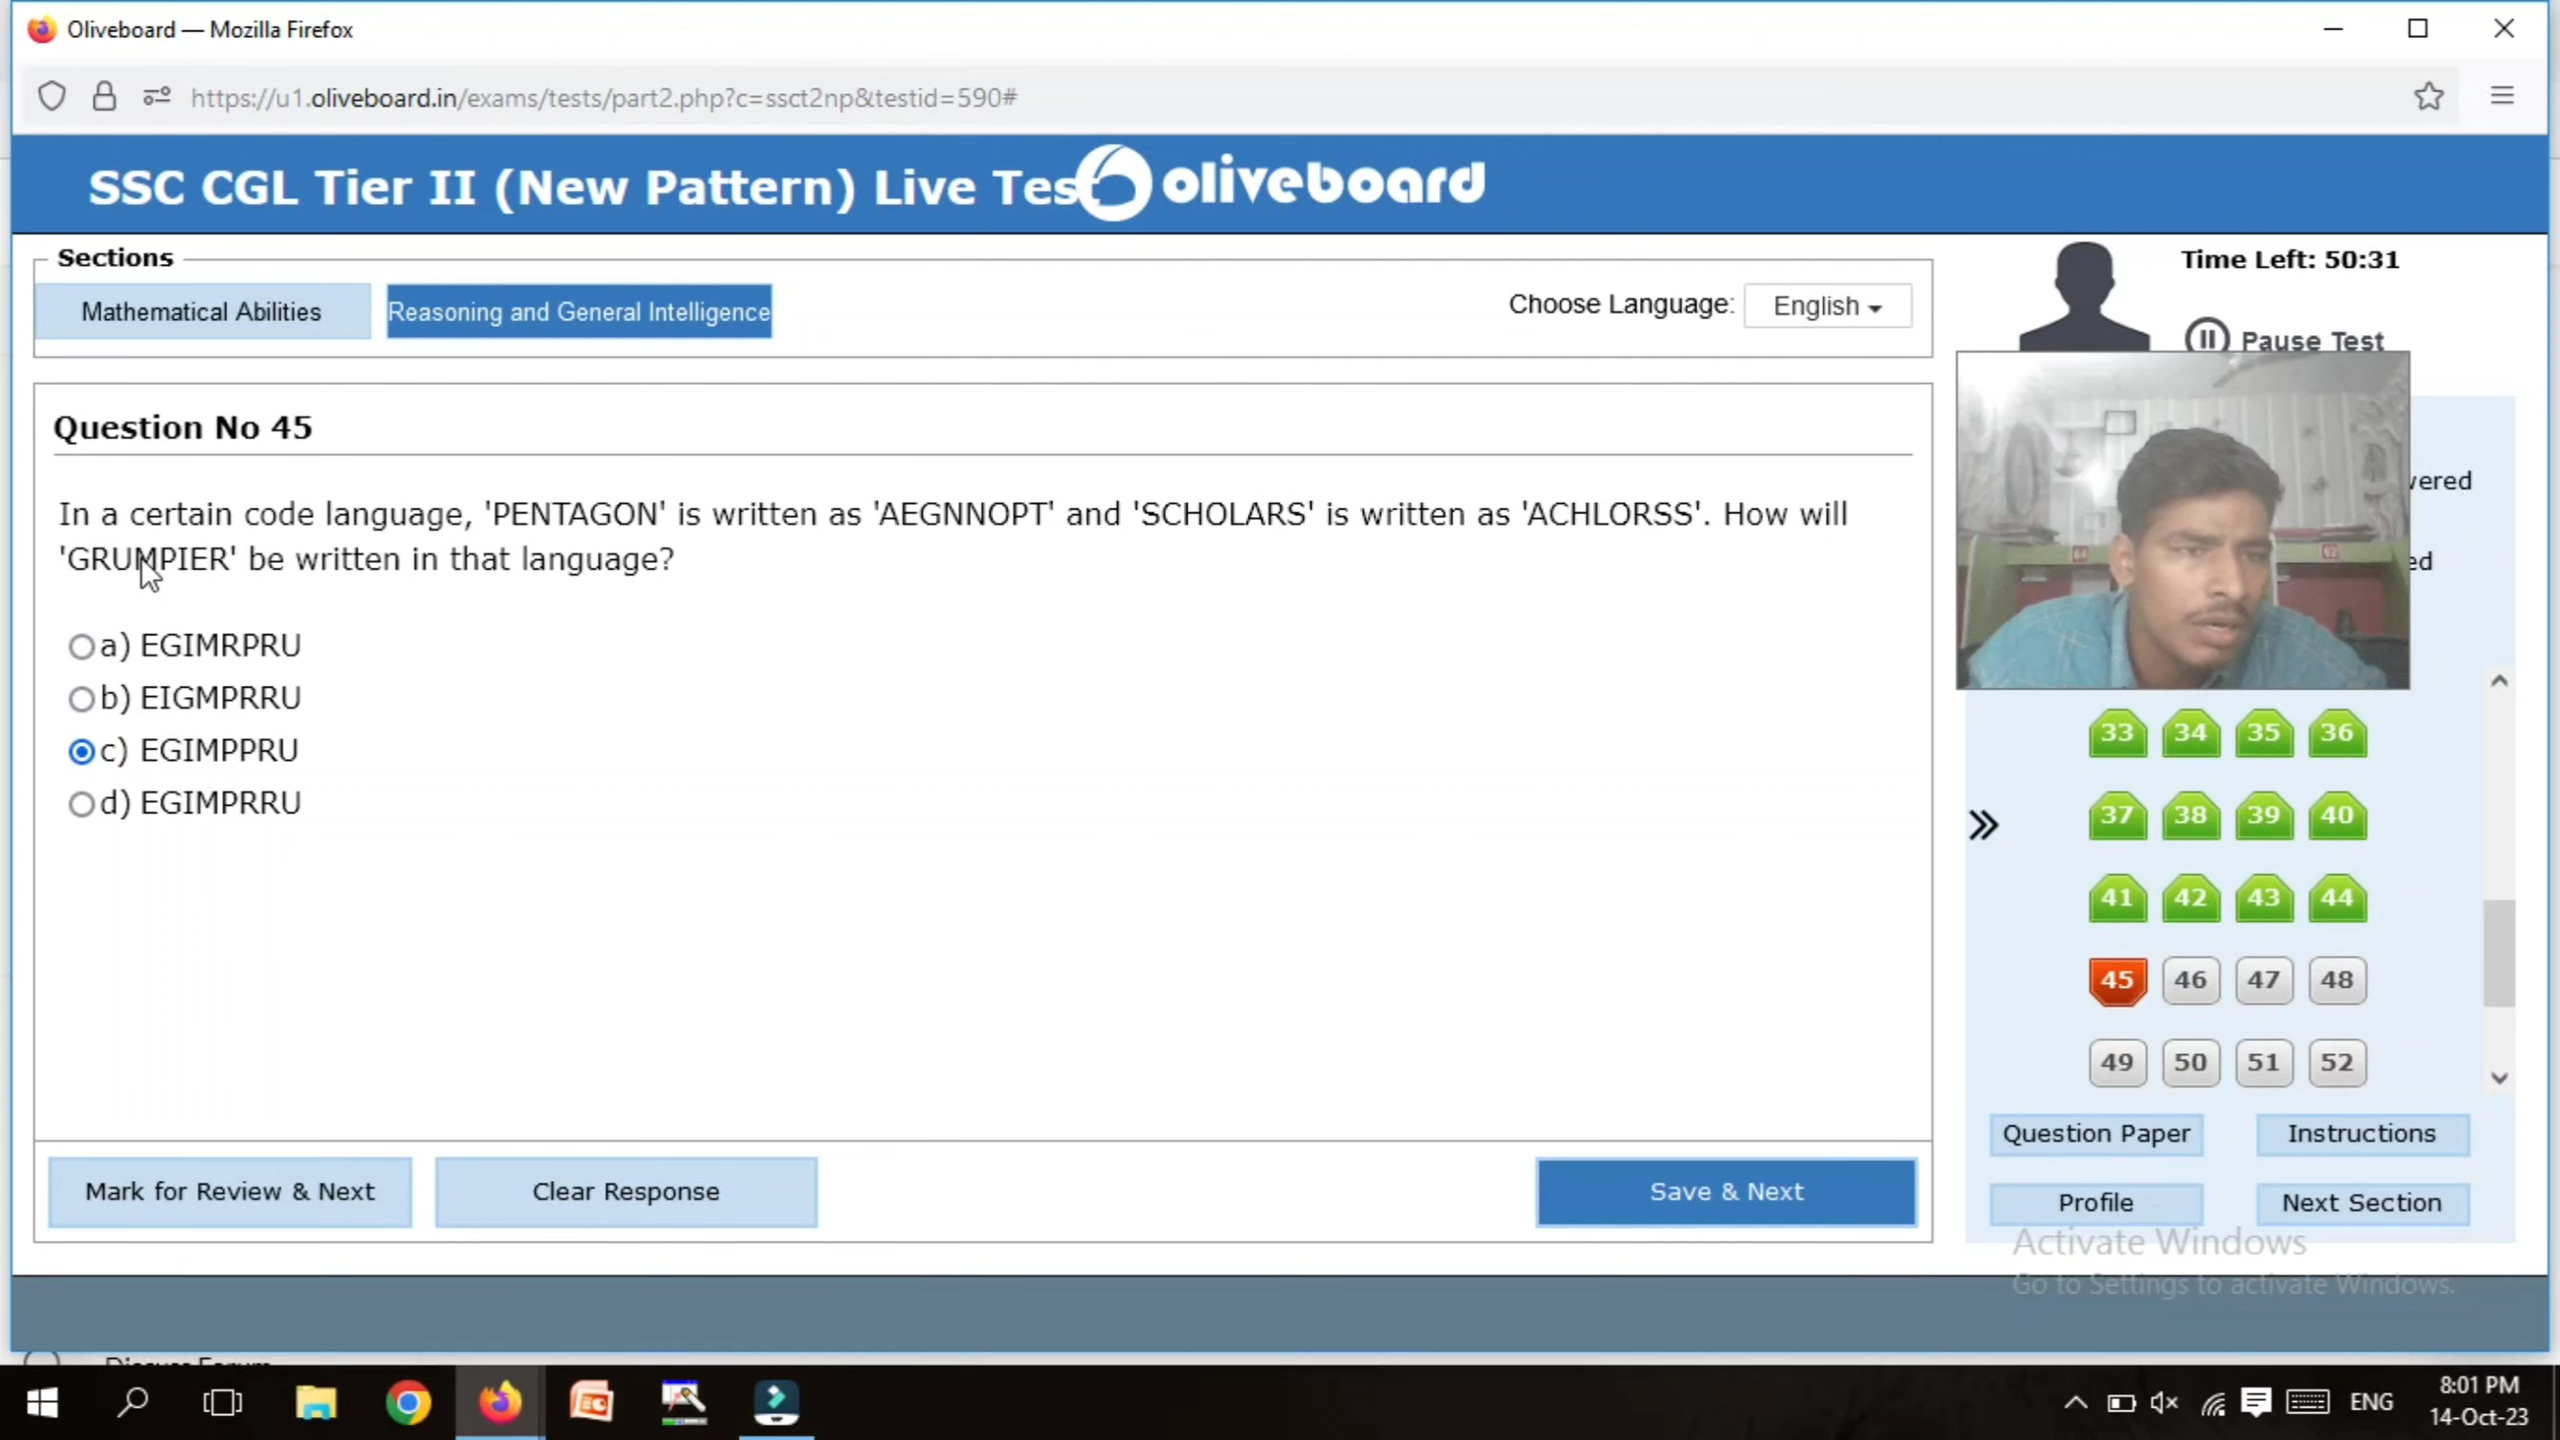 Oliveboard — Mozilla Firefox
https://u1.oliveboard.in/exams/tests/part2.php?c=ssct2np&testid=590#
SSC CGL Tier II (New Pattern) Live Tes
oliveboard
Sections
Mathematical Abilities
Reasoning and General Intelligence
Choose Language:
English
Time Left: 50:31
Pause Test
Question No 45
In a certain code language, 'PENTAGON' is written as 'AEGNNOPT' and 'SCHOLARS' is written as 'ACHLORSS'. How will
'GRUMPIER' be written in that language?
a) EGIMRPRU
b) EIGMPRRU
c) EGIMPPRU
d) EGIMPRRU
vered
ed
33 34 35 36
37 38 39 40
41 42 43 44
45 46 47 48
49 50 51 52
Question Paper
Instructions
Profile
Next Section
Mark for Review & Next
Clear Response
Save & Next
Activate Windows
Go to Settings to activate Windows.
ENG
8:01 PM
14-Oct-23